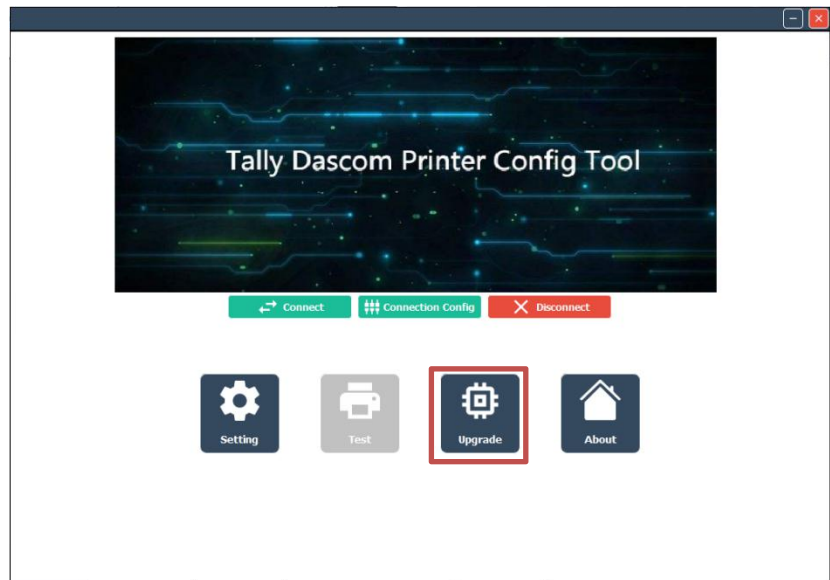 Tally Dascom Printer Config Tool
Connect Connection Config Disconnect
Setting Test Upgrade About